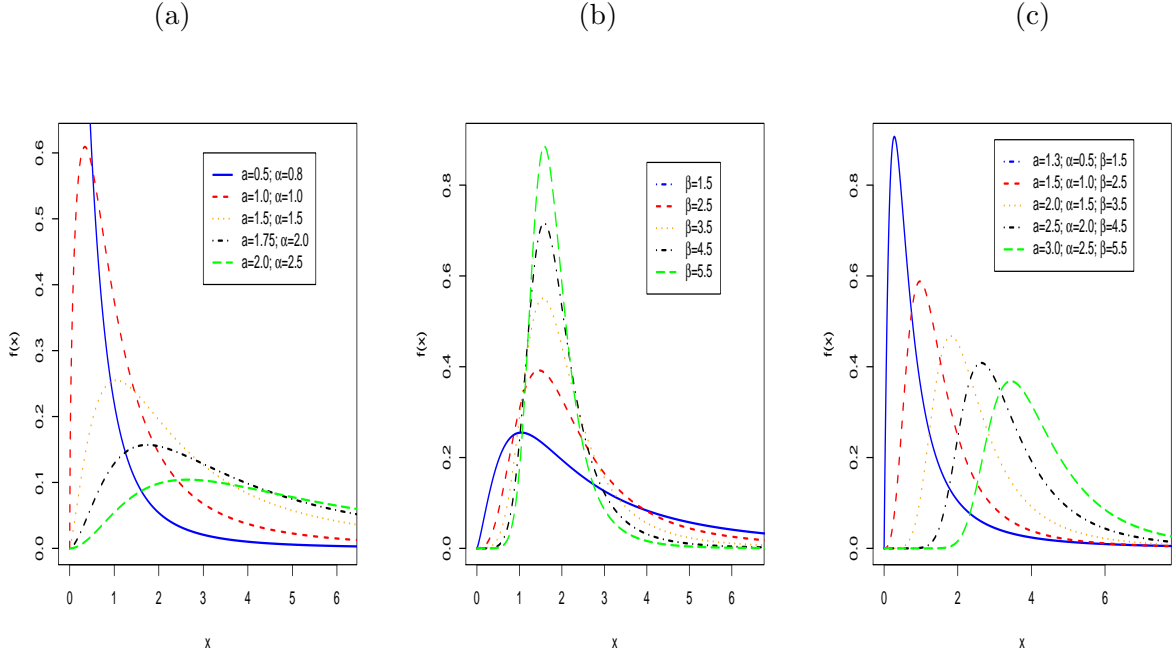 (a)
(b)
(c)
f(x)
0.0
0.1
0.2
0.3
0.4
0.5
0.6
a=0.5; α=0.8
a=1.0; α=1.0
a=1.5; α=1.5
a=1.75; α=2.0
a=2.0; α=2.5
0 1 2 3 4 5 6
x
f(x)
0.0
0.2
0.4
0.6
0.8
β=1.5
β=2.5
β=3.5
β=4.5
β=5.5
0 1 2 3 4 5 6
x
f(x)
0.0
0.2
0.4
0.6
0.8
a=1.3; α=0.5; β=1.5
a=1.5; α=1.0; β=2.5
a=2.0; α=1.5; β=3.5
a=2.5; α=2.0; β=4.5
a=3.0; α=2.5; β=5.5
0 2 4 6
x